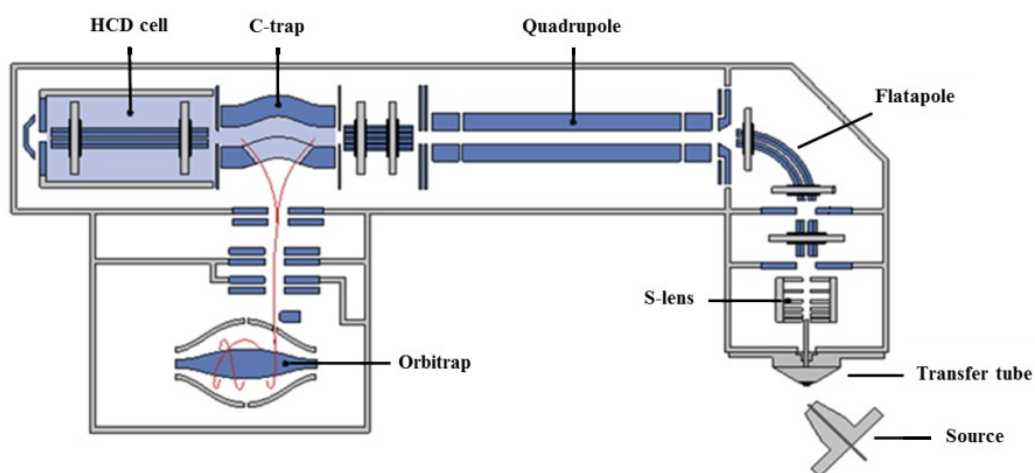 HCD cell
C-trap
Quadrupole
Flatapole
S-lens
Orbitrap
Transfer tube
Source